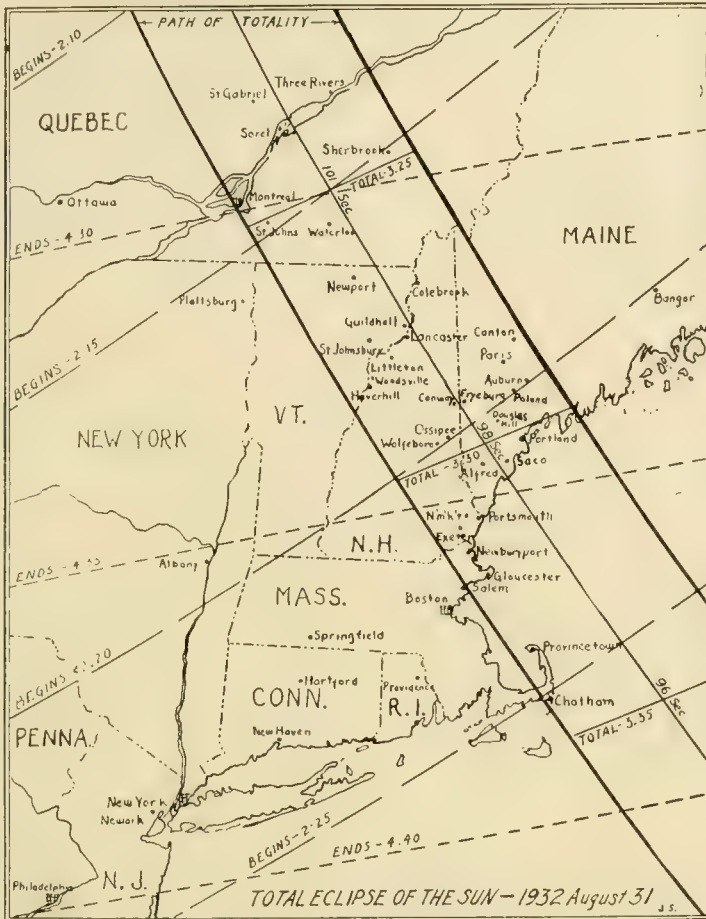 PATH OF TOTALITY
BEGINS-2.10
Three Rivers
St Gabriel
QUEBEC
Sorel
Sherbrook
101 Sec
TOTAL-3.25
Ottawa
Montreal
St Johns
Waterloo
MAINE
ENDS-4.30
Newport
Colebrook
Bangor
Plattsburg
Guildhall
Lancaster
Canton
St Johnsbury
Littleton
Paris
BEGINS-2.15
Woodsville
Auburn
Haverhill
Conway
Fryeburg
Poland
VT.
Douglas Hill
NEW YORK
Ossipee
Wolfeboro
98 Sec
Portland
TOTAL-3.30
Alfred
Saco
Portsmouth
N.H.
Newburyport
Albany
ENDS-4.35
Gloucester
MASS.
Salem
Boston
Springfield
Provincetown
BEGINS-2.20
Hartford
Providence
96 Sec
CONN.
R.I.
Chatham
New Haven
TOTAL-3.35
PENNA.
New York
Newark
BEGINS-2.25
ENDS-4.40
N.J.
Philadelphia
TOTAL ECLIPSE OF THE SUN-1932 August 31
J.S.